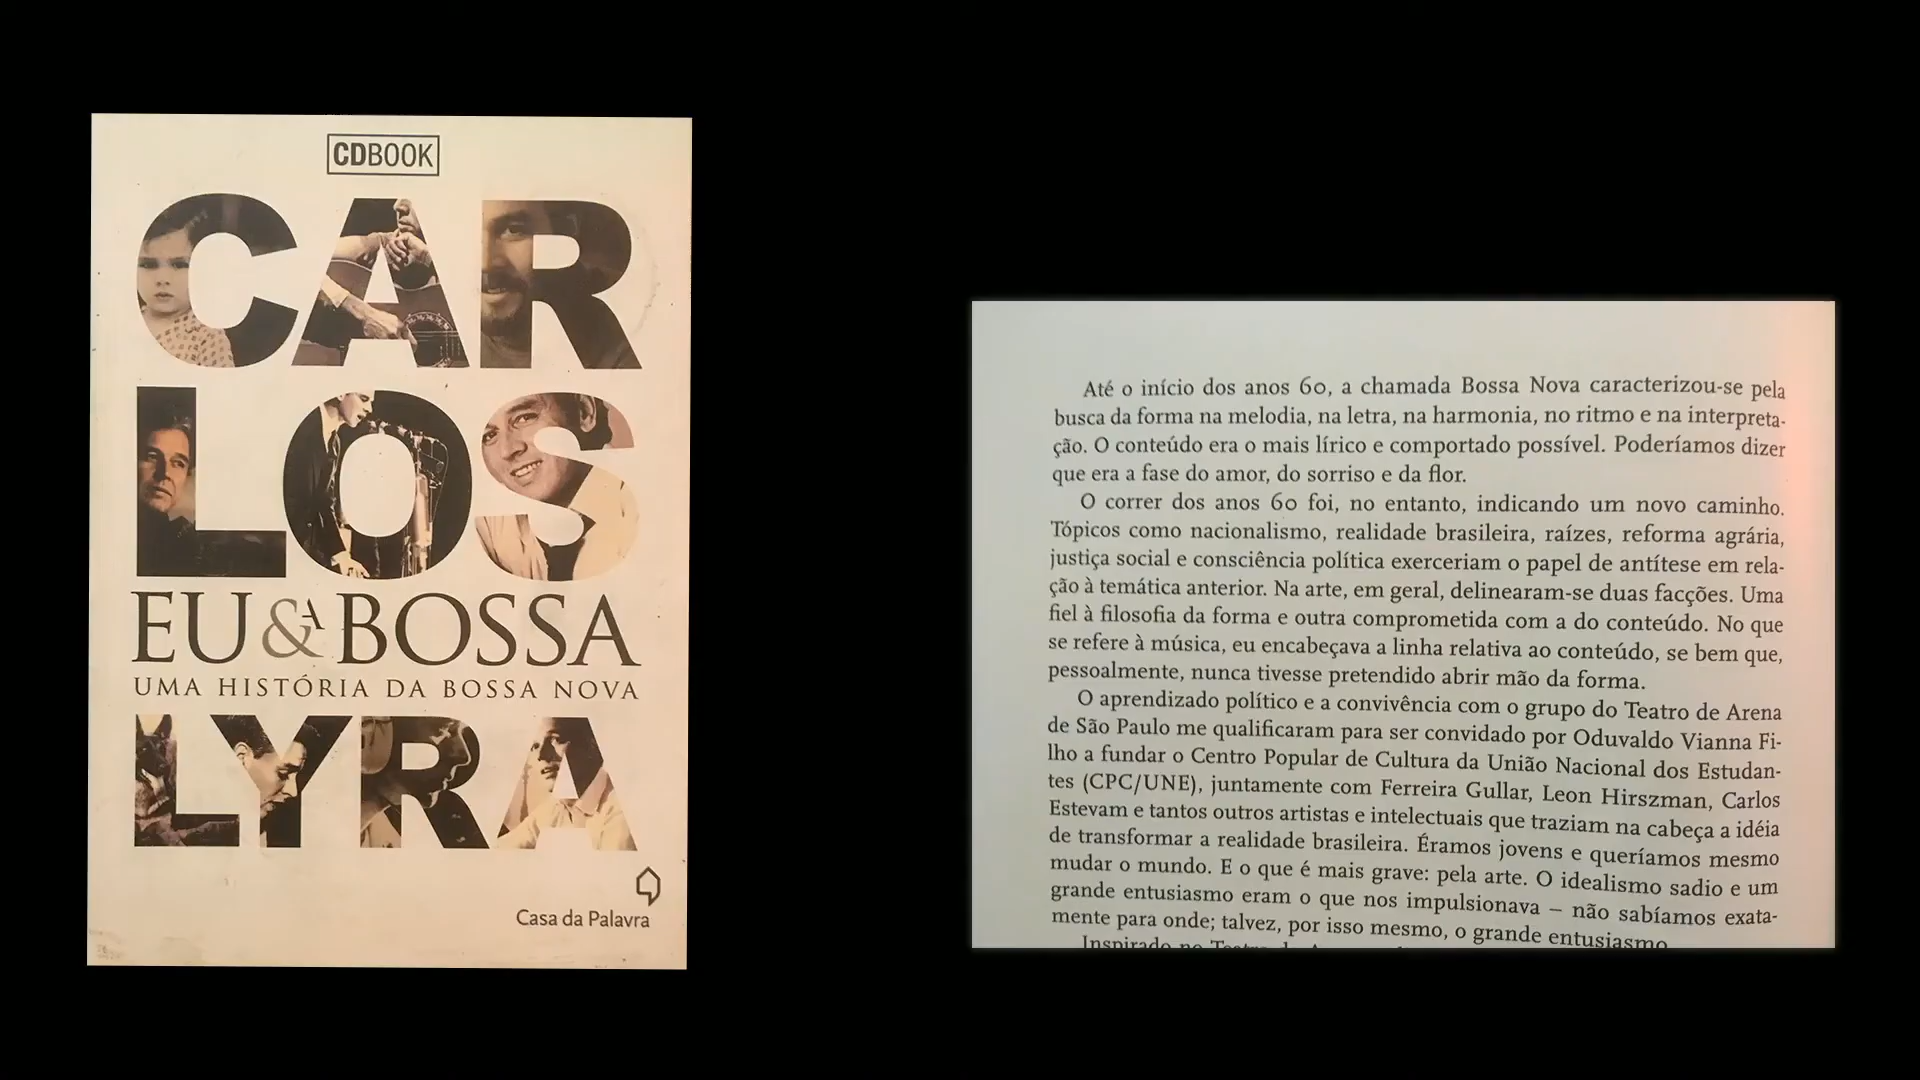 CDBOOK
CAR
LOS
EU & A BOSSA
UMA HISTÓRIA DA BOSSA NOVA
LYRA
Casa da Palavra
Até o início dos anos 60, a chamada Bossa Nova caracterizou-se pela
busca da forma na melodia, na letra, na harmonia, no ritmo e na interpreta-
ção. O conteúdo era o mais lírico e comportado possível. Poderíamos dizer
que era a fase do amor, do sorriso e da flor.
O correr dos anos 60 foi, no entanto, indicando um novo caminho.
Tópicos como nacionalismo, realidade brasileira, raízes, reforma agrária,
justiça social e consciência política exerceriam o papel de antítese em rela-
ção à temática anterior. Na arte, em geral, delinearam-se duas facções. Uma
fiel à filosofia da forma e outra comprometida com a do conteúdo. No que
se refere à música, eu encabeçava a linha relativa ao conteúdo, se bem que,
pessoalmente, nunca tivesse pretendido abrir mão da forma.
O aprendizado político e a convivência com o grupo do Teatro de Arena
de São Paulo me qualificaram para ser convidado por Oduvaldo Vianna Fi-
lho a fundar o Centro Popular de Cultura da União Nacional dos Estudan-
tes (CPC/UNE), juntamente com Ferreira Gullar, Leon Hirszman, Carlos
Estevam e tantos outros artistas e intelectuais que traziam na cabeça a idéia
de transformar a realidade brasileira. Éramos jovens e queríamos mesmo
mudar o mundo. E o que é mais grave: pela arte. O idealismo sadio e um
grande entusiasmo eram o que nos impulsionava – não sabíamos exata-
mente para onde; talvez, por isso mesmo, o grande entusiasmo.
Inspirado no